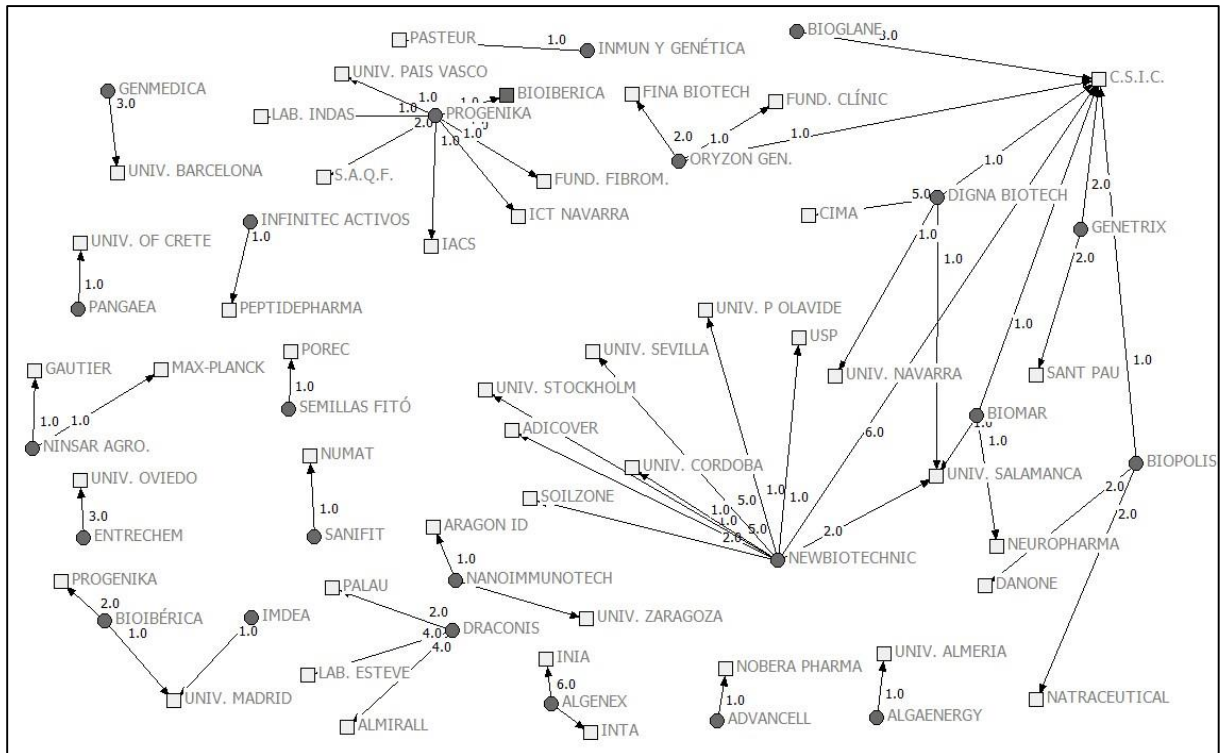 BIOGLANE
3.0
PASTEUR
1.0
INMUN Y GENÉTICA
UNIV. PAIS VASCO
C.S.I.C.
GENMEDICA
3.0
BIOIBERICA
1.0
1.0
FINA BIOTECH
FUND. CLÍNIC
LAB. INDAS
1.0
PROGENIKA
2.0
1.0
1.0
2.0
1.0
1.0
ORYZON GEN.
1.0
UNIV. BARCELONA
S.A.Q.F.
FUND. FIBROM.
2.0
5.0
DIGNA BIOTECH
CIMA
ICT NAVARRA
INFINITEC ACTIVOS
1.0
GENETRIX
UNIV. OF CRETE
IACS
1.0
1.0
2.0
1.0
PANGAEA
PEPTIDEPHARMA
UNIV. P OLAVIDE
1.0
USP
POREC
UNIV. SEVILLA
1.0
GAUTIER
MAX-PLANCK
UNIV. NAVARRA
SANT PAU
1.0
UNIV. STOCKHOLM
SEMILLAS FITÓ
1.0
1.0
BIOMAR
1.0
ADICOVER
6.0
1.0
NINSAR AGRO.
NUMAT
BIOPOLIS
UNIV. CORDOBA
UNIV. SALAMANCA
UNIV. OVIEDO
2.0
1.0
1.0
SOILZONE
5.0
3.0
1.0
1.0
1.0
2.0
ARAGON ID
5.0
2.0
2.0
ENTRECHEM
SANIFIT
NEUROPHARMA
1.0
NEWBIOTECHNIC
PROGENIKA
NANOIMMUNOTECH
DANONE
PALAU
2.0
2.0
BIOIBÉRICA
IMDEA
UNIV. ZARAGOZA
1.0
1.0
4.0
DRACONIS
4.0
UNIV. ALMERIA
INIA
NOBERA PHARMA
LAB. ESTEVE
6.0
UNIV. MADRID
1.0
1.0
NATRACEUTICAL
ALGENEX
ALMIRALL
ADVANCELL
ALGAENERGY
INTA